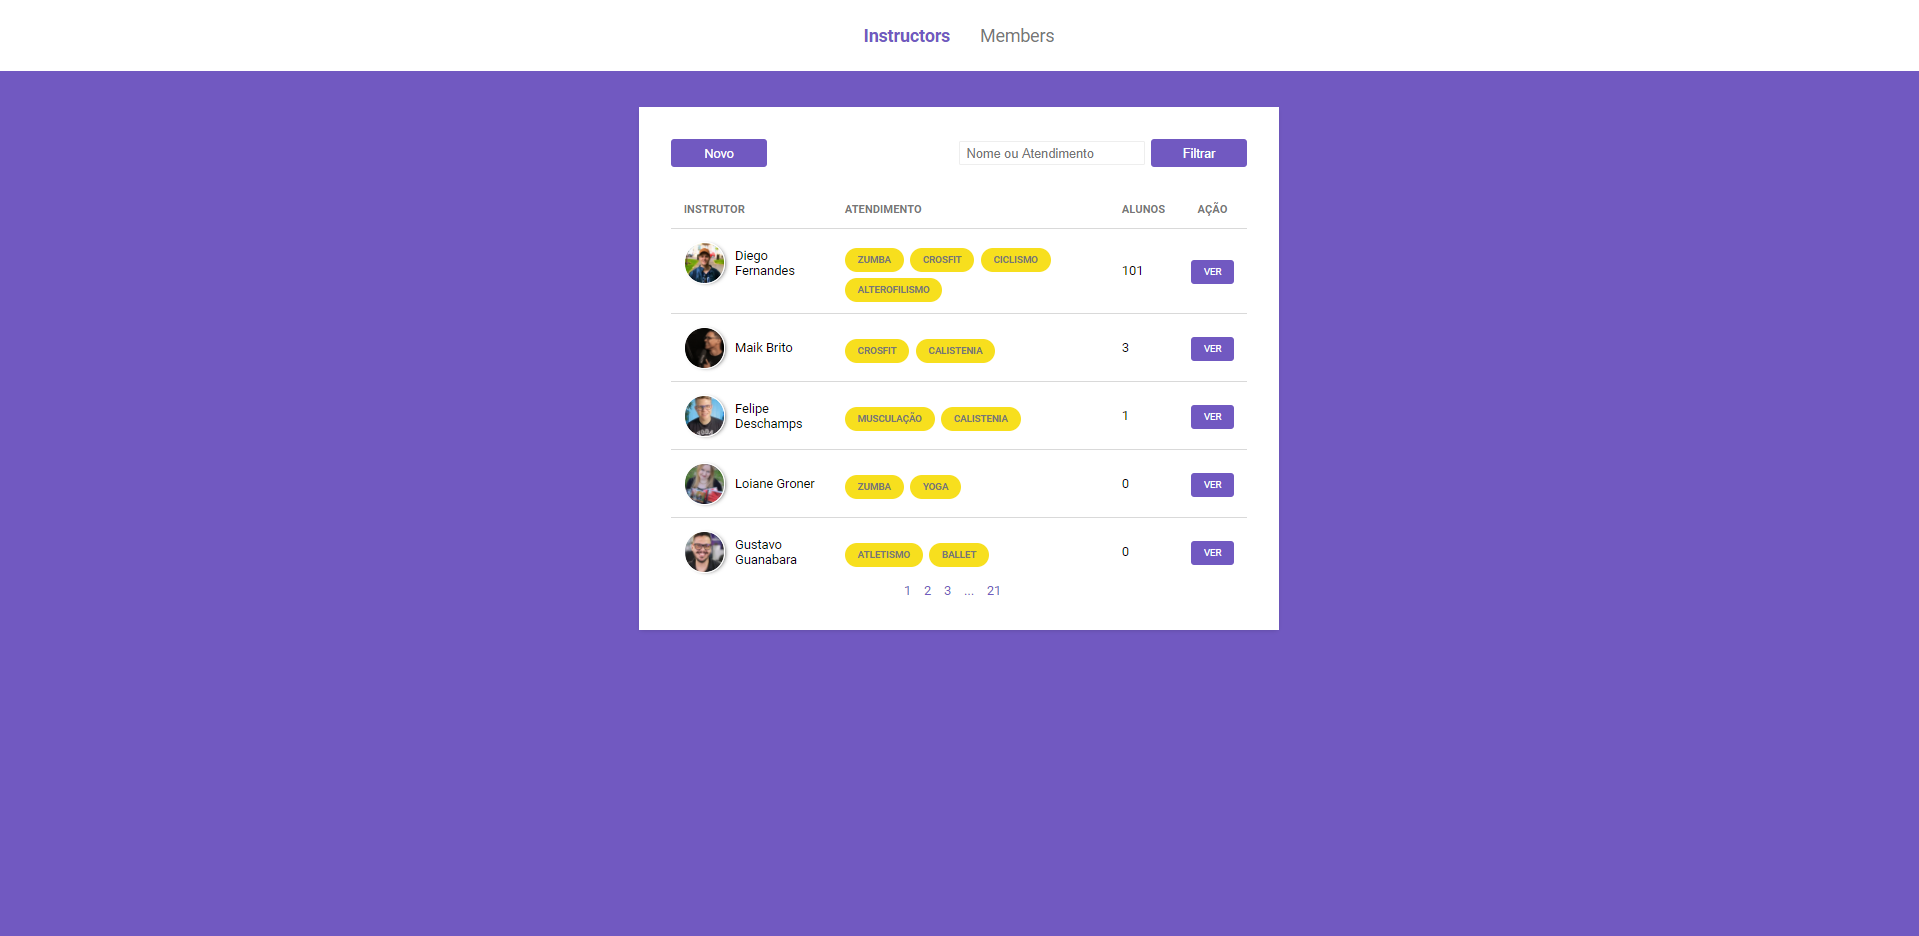 Instructors Members
Novo
Nome ou Atendimento Filtrar
INSTRUTOR ATENDIMENTO ALUNOS AÇÃO
Diego
Fernandes
ZUMBA CROSFIT CICLISMO
ALTEROFILISMO
101
VER
Maik Brito CROSFIT CALISTENIA 3 VER
Felipe
Deschamps
MUSCULAÇÃO CALISTENIA 1 VER
Loiane Groner ZUMBA YOGA 0 VER
Gustavo
Guanabara
ATLETISMO BALLET 0 VER
1 2 3 ... 21